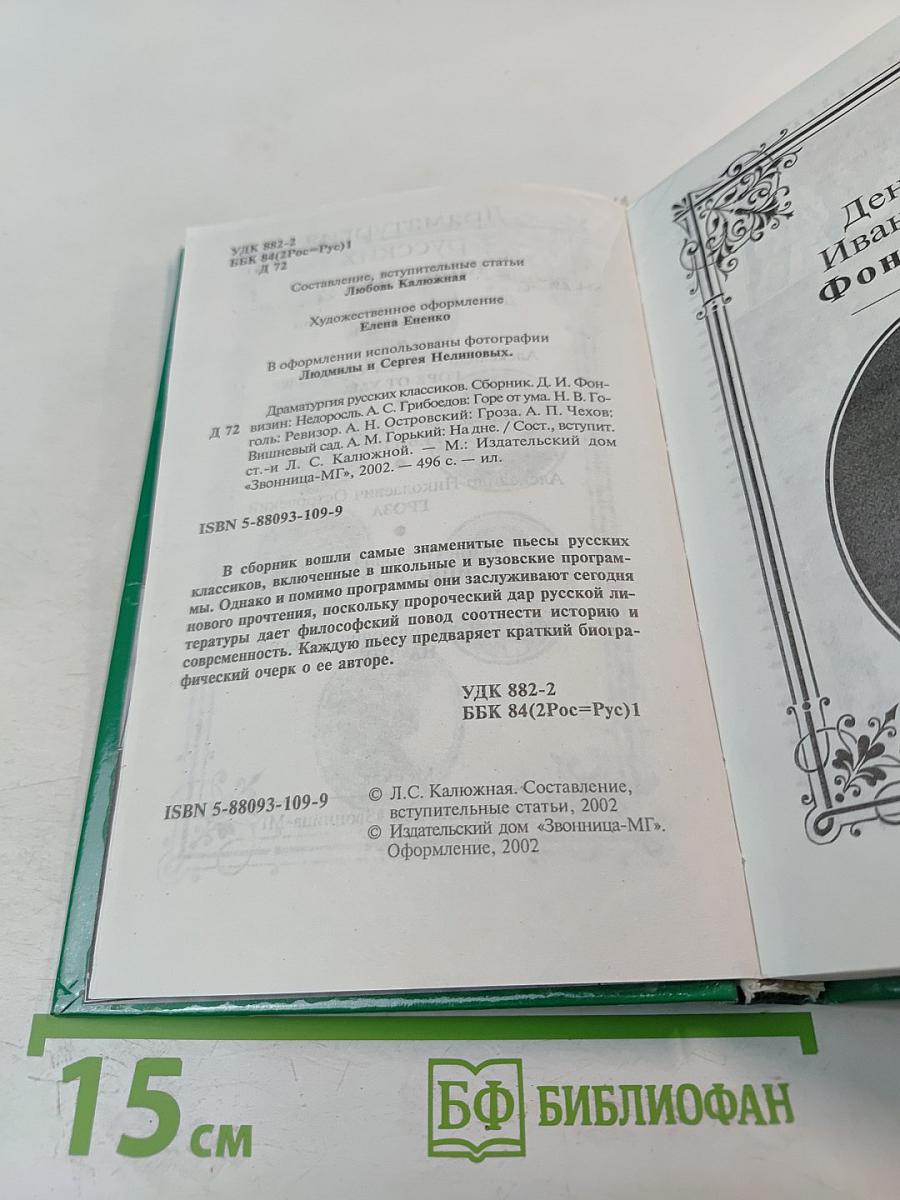 УДК 882-2
ББК 84(2Рос=Рус)1
Д 72
Составление, вступительные статьи
Любовь Калюжная
Художественное оформление
Елена Ененко
В оформлении использованы фотографии
Людмилы и Сергея Нелиновых.
Драматургия русских классиков. Сборник. Д. И. Фон-
Д 72 визин: Недоросль. А. С. Грибоедов: Горе от ума. Н. В. Го-
голь: Ревизор. А. Н. Островский: Гроза. А. П. Чехов:
Вишневый сад. А. М. Горький: На дне. / Сост., вступит.
ст.-и Л. С. Калюжной. — М.: Издательский дом
«Звонница-МГ», 2002. — 496 с. — ил.
ISBN 5-88093-109-9
В сборник вошли самые знаменитые пьесы русских
классиков, включенные в школьные и вузовские програм-
мы. Однако и помимо программы они заслуживают сегодня
нового прочтения, поскольку пророческий дар русской ли-
тературы дает философский повод соотнести историю и
современность. Каждую пьесу предваряет краткий биогра-
фический очерк о ее авторе.
УДК 882-2
ББК 84(2Рос=Рус)1
ISBN 5-88093-109-9
© Л.С. Калюжная. Составление,
вступительные статьи, 2002
© Издательский дом «Звонница-МГ».
Оформление, 2002
Ден
Иван
Фон
15 см
БФ БИБЛИОФАН